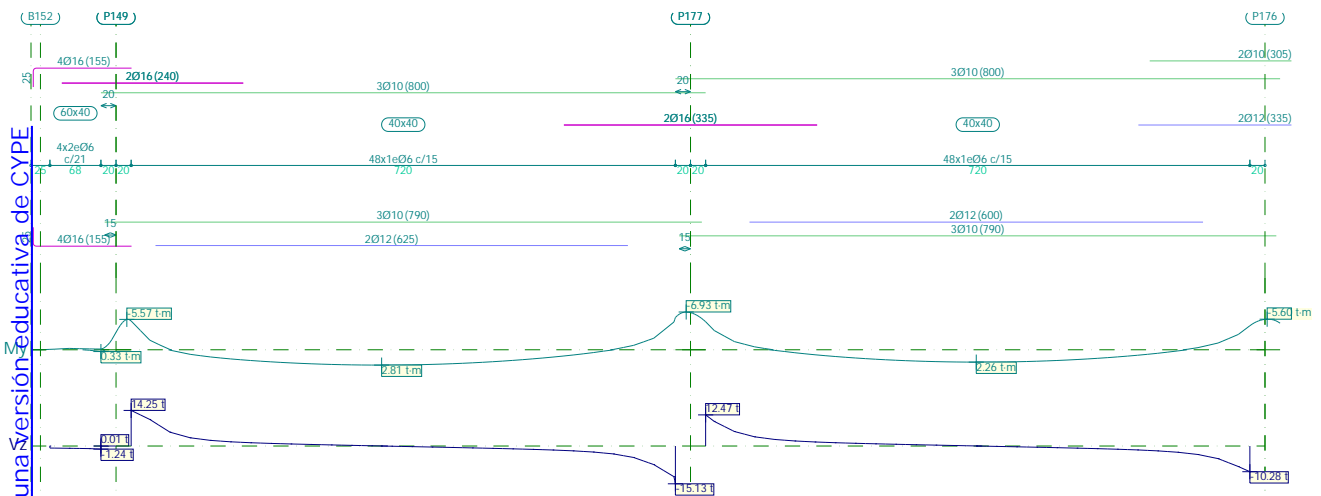 B152 P149 P177 P176
4Ø16(155) 2Ø10(305)
25 2Ø16(240) 20 3Ø10(800)
20 3Ø10(800)
60x40 40x40 2Ø16(335) 40x40 2Ø12(335)
4x2eØ6
c/21 48x1eØ6 c/15 48x1eØ6 c/15
25 68 20 20 720 20 20 720 20
3Ø10(790) 2Ø12(600)
15 3Ø10(790)
4Ø16(155) 2Ø12(625) 15
-5.57 t·m -6.93 t·m -5.60 t·m
My
0.33 t·m 2.81 t·m 2.26 t·m
14.25 t 12.47 t
Vz 0.01 t
-1.24 t -15.13 t -10.28 t
una versión educativa de CYPE